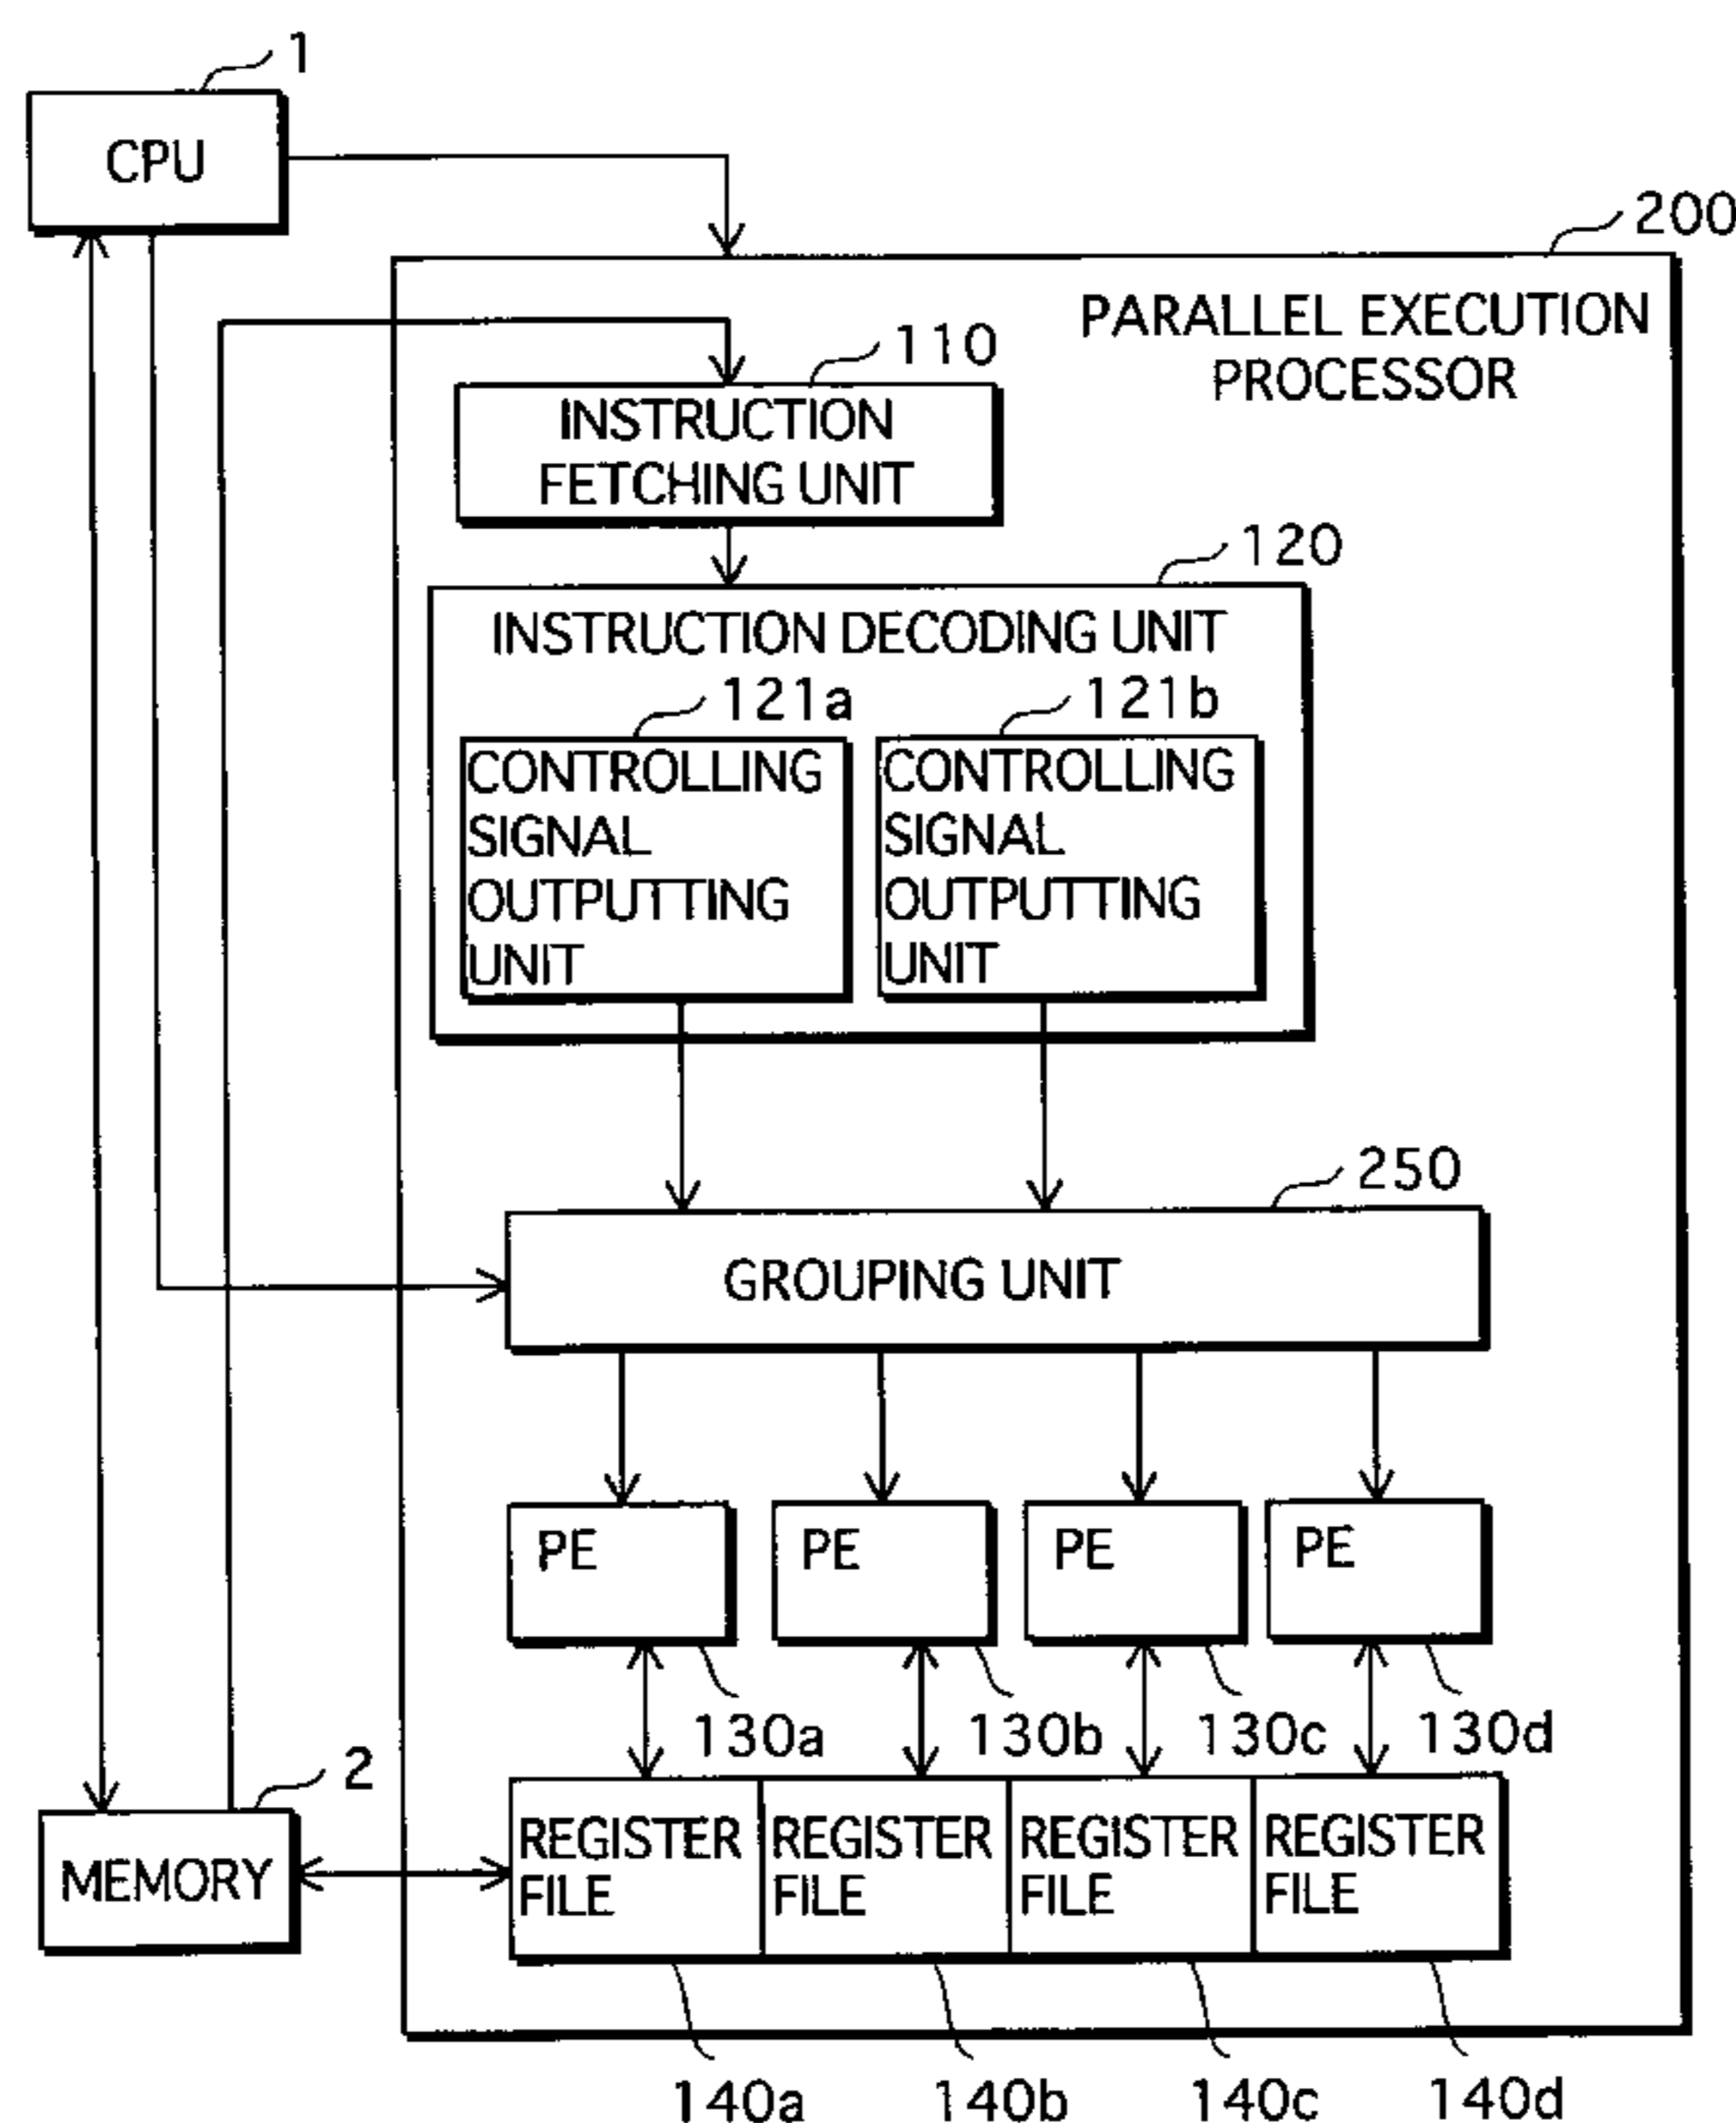 1
CPU
200
PARALLEL EXECUTION
PROCESSOR
110
INSTRUCTION
FETCHING UNIT
120
INSTRUCTION DECODING UNIT
121a
121b
CONTROLLING
SIGNAL
OUTPUTTING
UNIT
CONTROLLING
SIGNAL
OUTPUTTING
UNIT
250
GROUPING UNIT
PE
PE
PE
PE
130a
130b
130c
130d
2
MEMORY
REGISTER
FILE
REGISTER
FILE
REGISTER
FILE
REGISTER
FILE
140a
140b
140c
140d